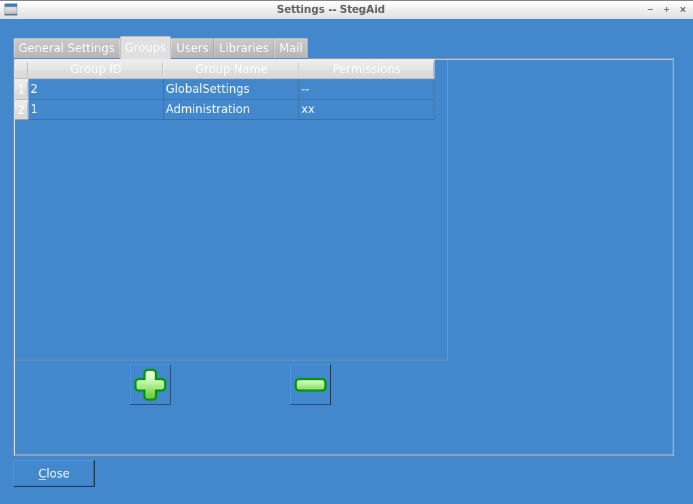 Settings -- StegAid
General Settings Groups Users Libraries Mail
Group ID Group Name Permissions
1 2 GlobalSettings --
2 1 Administration xx
Close